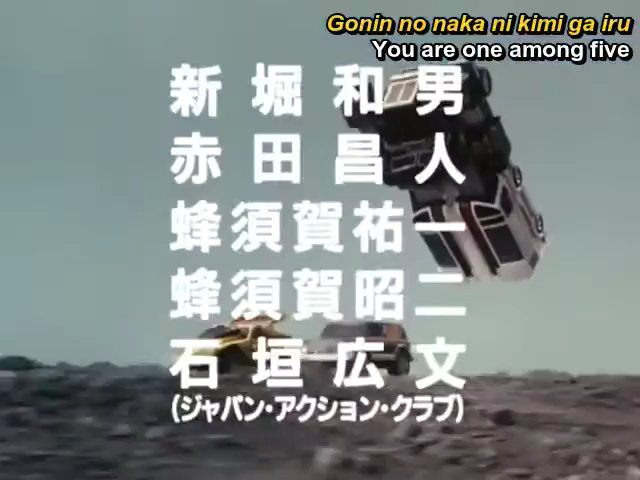 Gonin no naka ni kimi ga iru
You are one among five
新堀和男
赤田昌人
蜂須賀祐一
蜂須賀昭二
石垣広文
(ジャパン・アクション・クラブ)